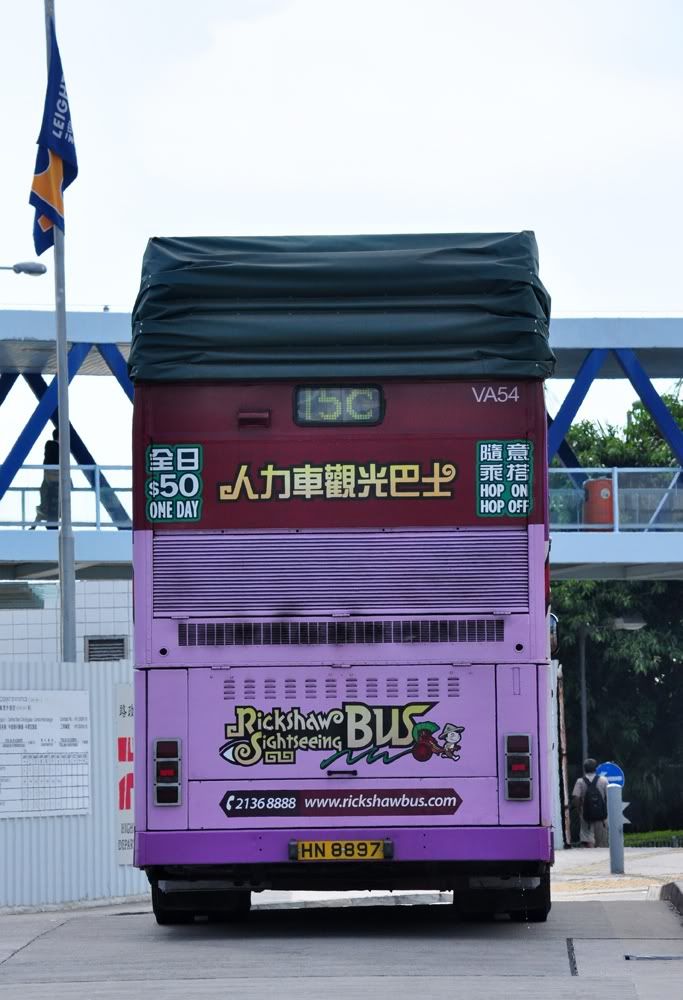 LEIGH
15C
VA54
全日
$50
ONE DAY
人力車觀光巴士
隨意
乘搭
HOP ON
HOP OFF
Rickshaw
Sightseeing
BUS
2136 8888 www.rickshawbus.com
HN 8897